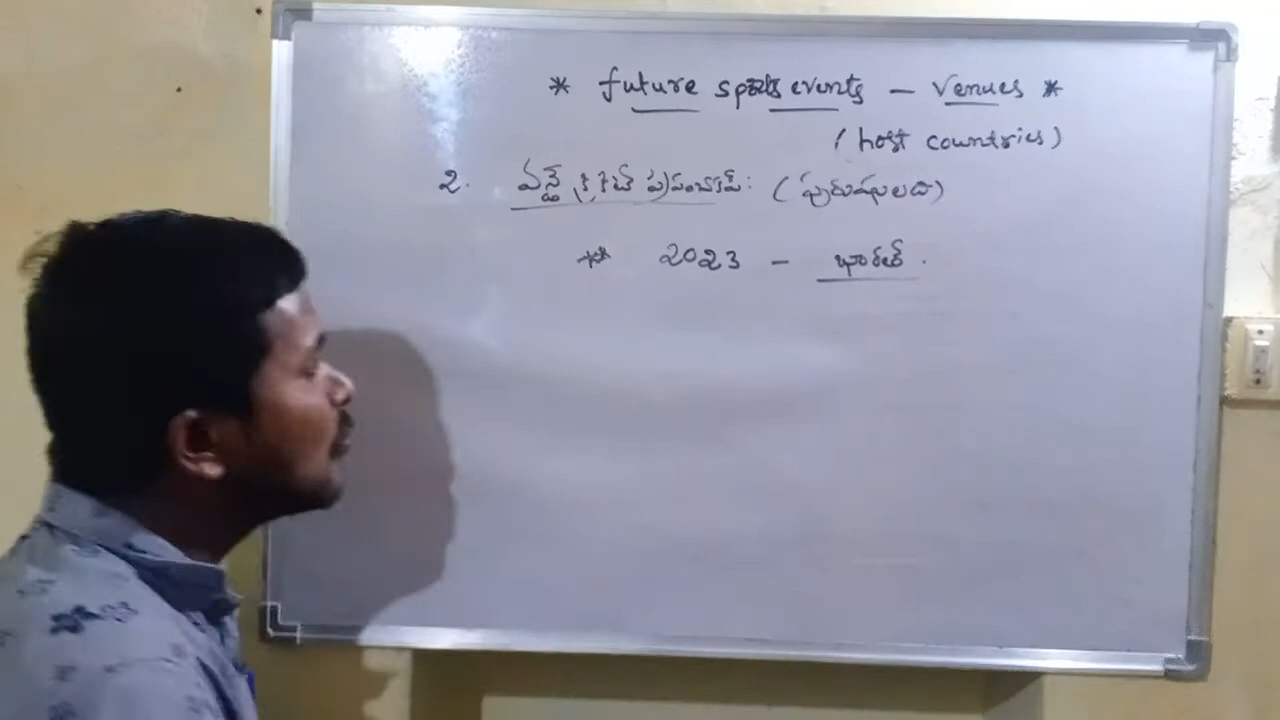 * future sports events - Venues *
(host countries)
2. వన్డే క్రికెట్ ప్రపంచకప్: (పురుషులది)
** 2023 - భారత్.